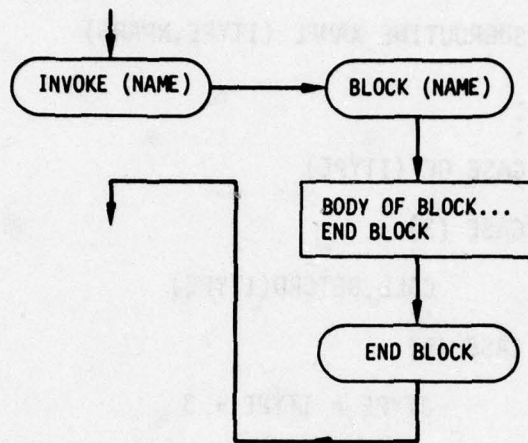 INVOKE (NAME)
BLOCK (NAME)
BODY OF BLOCK...
END BLOCK
END BLOCK